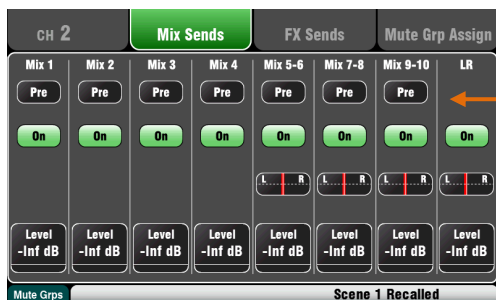 CH 2 Mix Sends FX Sends Mute Grp Assign
Mix 1 Mix 2 Mix 3 Mix 4 Mix 5-6 Mix 7-8 Mix 9-10 LR
Pre Pre Pre Pre Pre Pre Pre
On On On On On On On On
L R L R L R L R
Level Level Level Level Level Level Level Level
-Inf dB -Inf dB -Inf dB -Inf dB -Inf dB -Inf dB -Inf dB -Inf dB
Mute Grps Scene 1 Recalled